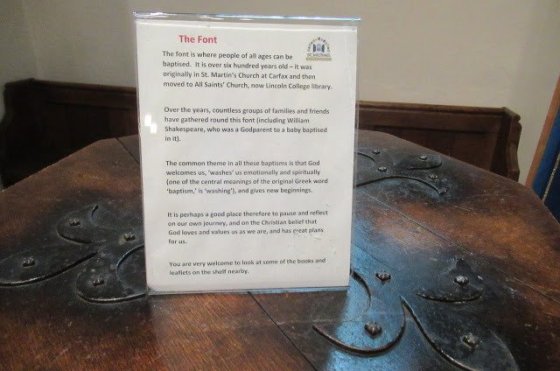 The Font
The font is where people of all ages can be
baptised. It is over six hundred years old – it was
originally in St. Martin's Church at Carfax and then
moved to All Saints' Church, now Lincoln College library.
Over the years, countless groups of families and friends
have gathered round this font (including William
Shakespeare, who was a Godparent to a baby baptised
in it).
The common theme in all these baptisms is that God
welcomes us, 'washes' us emotionally and spiritually
(one of the central meanings of the original Greek word
'baptism,' is 'washing'), and gives new beginnings.
It is perhaps a good place therefore to pause and reflect
on our own journey, and on the Christian belief that
God loves and values us as we are, and has great plans
for us.
You are very welcome to look at some of the books and
leaflets on the shelf nearby.